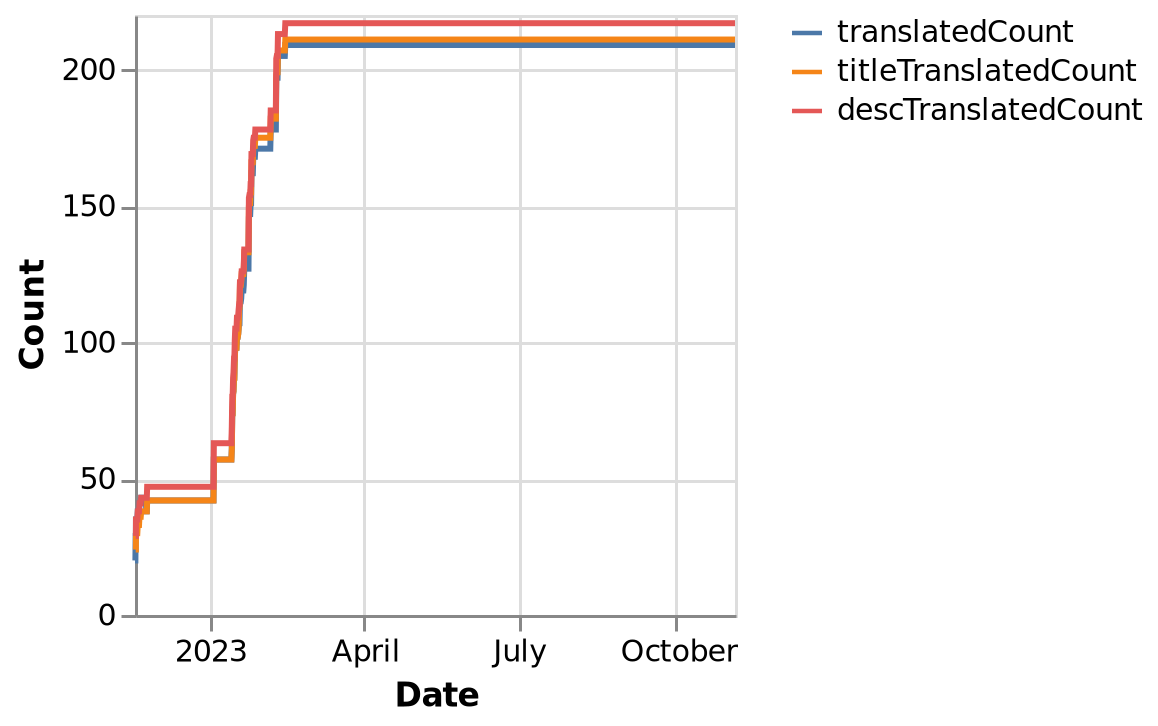 translatedCount
titleTranslatedCount
descTranslatedCount
200
150
100
50
0
Count
2023 April July October
Date